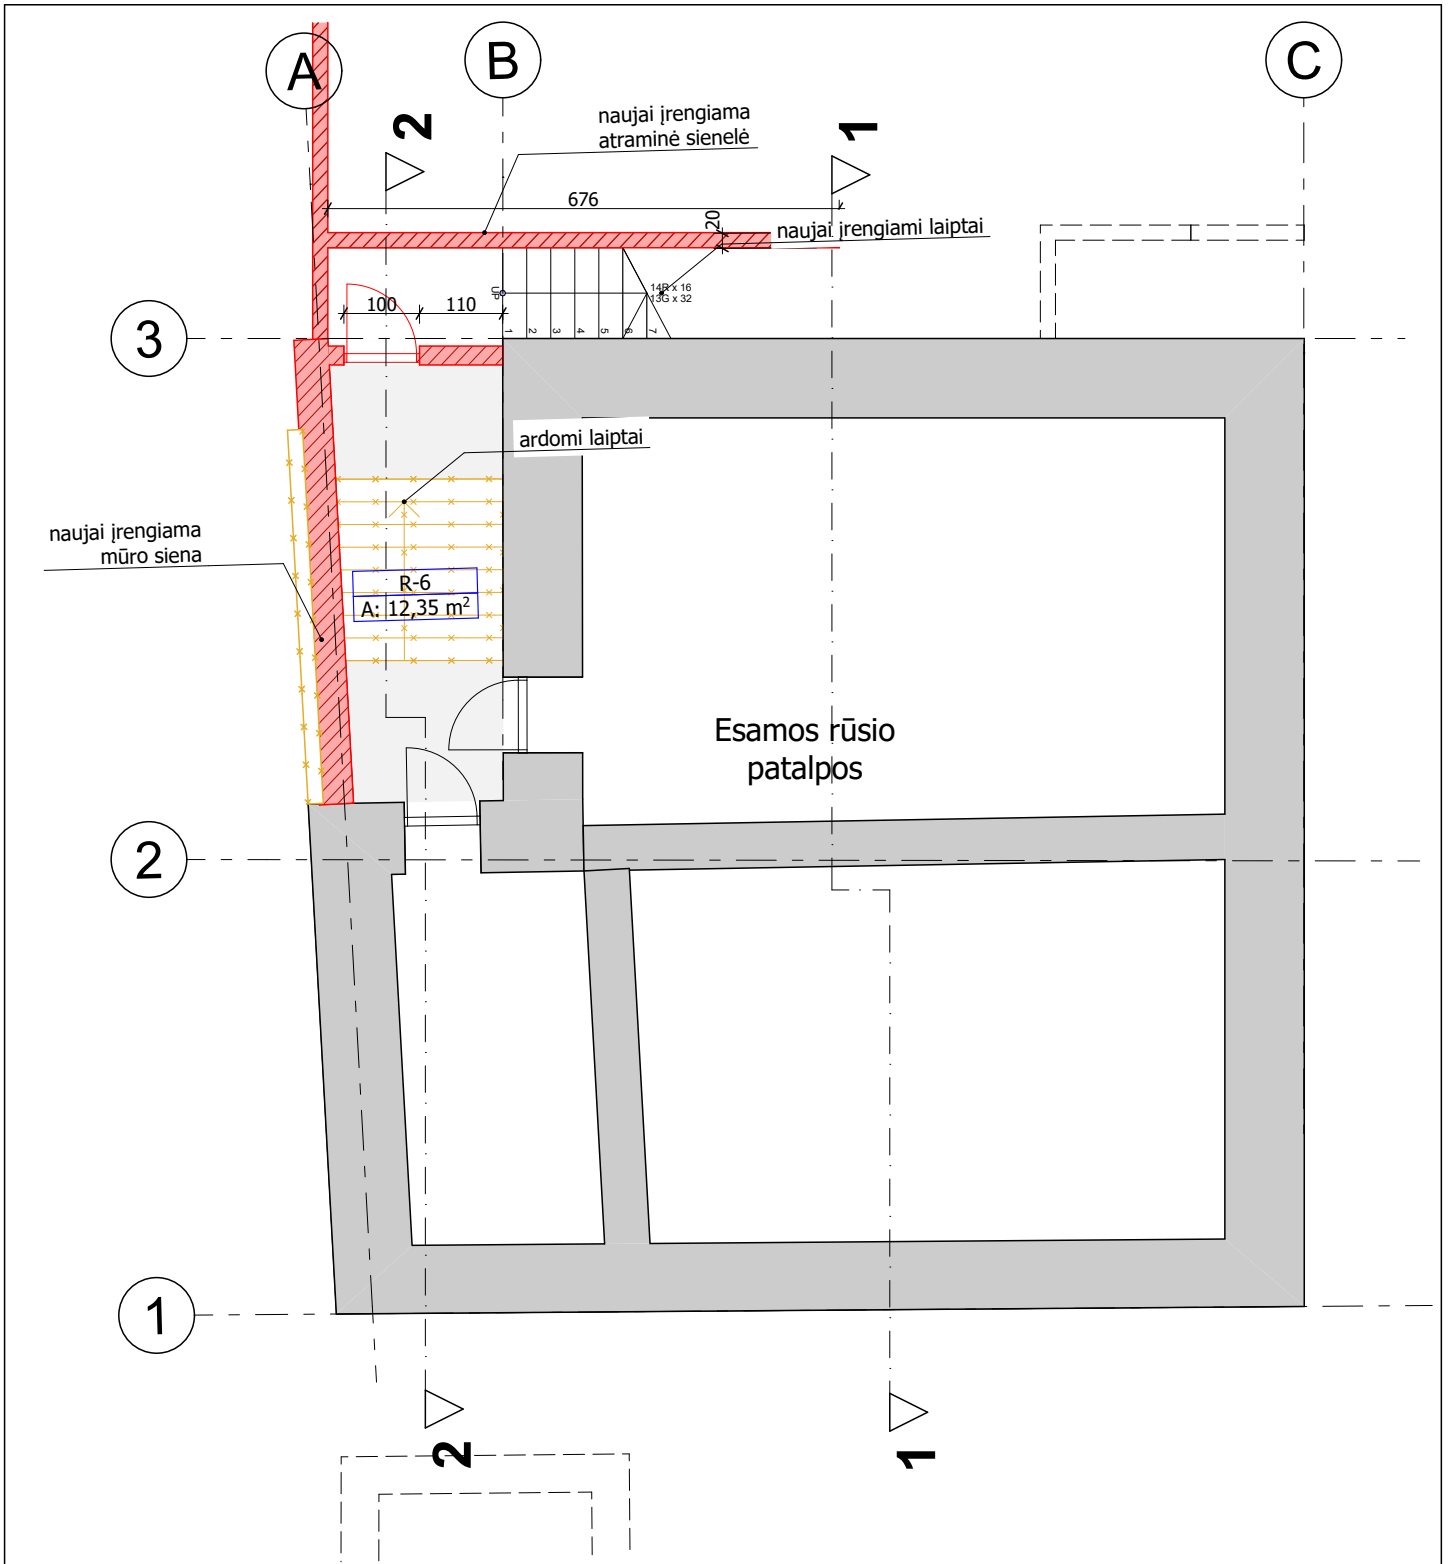 A
B
C
2
1
naujai įrengiama
atraminė sienelė
676
20
naujai įrengiami laiptai
UP
14R x 16
13G x 32
100
110
1
2
3
4
5
6
7
3
ardomi laiptai
naujai įrengiama
mūro siena
R-6
A: 12,35 m²
Esamos rūsio
patalpos
2
1
2
1